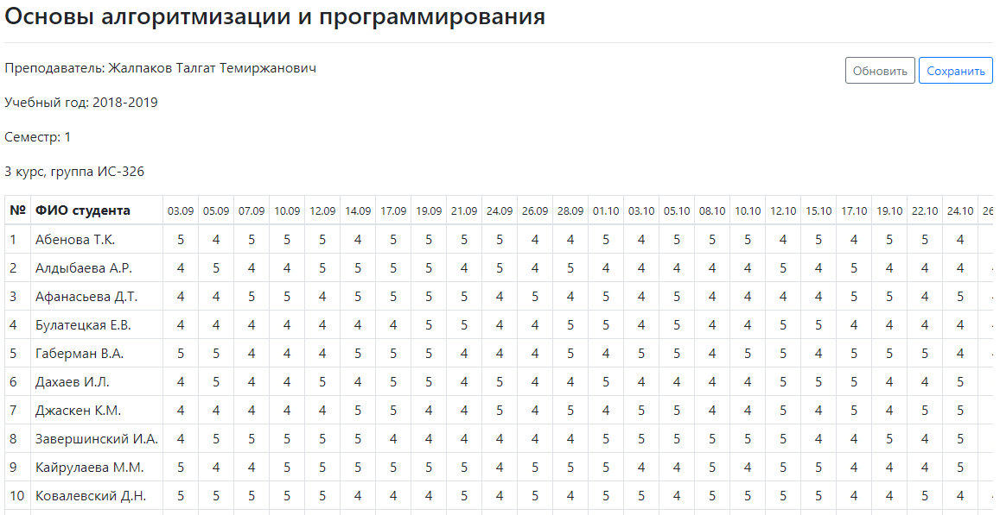 Основы алгоритмизации и программирования
Преподаватель: Жалпаков Талгат Темиржанович
Обновить Сохранить
Учебный год: 2018-2019
Семестр: 1
3 курс, группа ИС-326
№ ФИО студента 03.09 05.09 07.09 10.09 12.09 14.09 17.09 19.09 21.09 24.09 26.09 28.09 01.10 03.10 05.10 08.10 10.10 12.10 15.10 17.10 19.10 22.10 24.10
1 Абенова Т.К. 5 4 5 5 5 4 5 5 5 5 4 4 5 4 5 5 5 4 5 4 5 5 4
2 Алдыбаева А.Р. 4 5 4 4 5 5 5 5 4 5 4 5 4 4 4 4 4 5 4 5 4 4 4
3 Афанасьева Д.Т. 4 4 5 5 4 5 5 5 5 4 5 4 5 4 5 4 4 4 4 5 5 4 5
4 Булатецкая Е.В. 4 4 4 4 4 4 4 5 5 4 4 5 5 4 5 4 4 5 5 4 4 4 4
5 Габерман В.А. 5 5 4 4 4 5 5 5 4 4 4 5 4 5 5 4 5 5 4 5 5 5 4
6 Дахаев И.Л. 4 5 4 4 5 4 5 5 4 5 4 4 5 4 4 4 4 5 5 5 4 4 5
7 Джаскен К.М. 4 4 4 4 4 5 5 4 4 5 4 5 4 5 5 4 4 5 4 5 4 5 5
8 Завершинский И.А. 4 5 5 5 5 5 4 4 4 4 4 4 5 5 5 5 5 5 4 4 5 4 5
9 Кайрулаева М.М. 5 4 4 5 5 5 5 5 5 4 5 5 5 4 4 5 4 5 5 4 4 4 5
10 Ковалевский Д.Н. 5 5 5 5 5 4 4 4 5 4 5 4 5 5 4 5 5 5 5 4 4 5 4